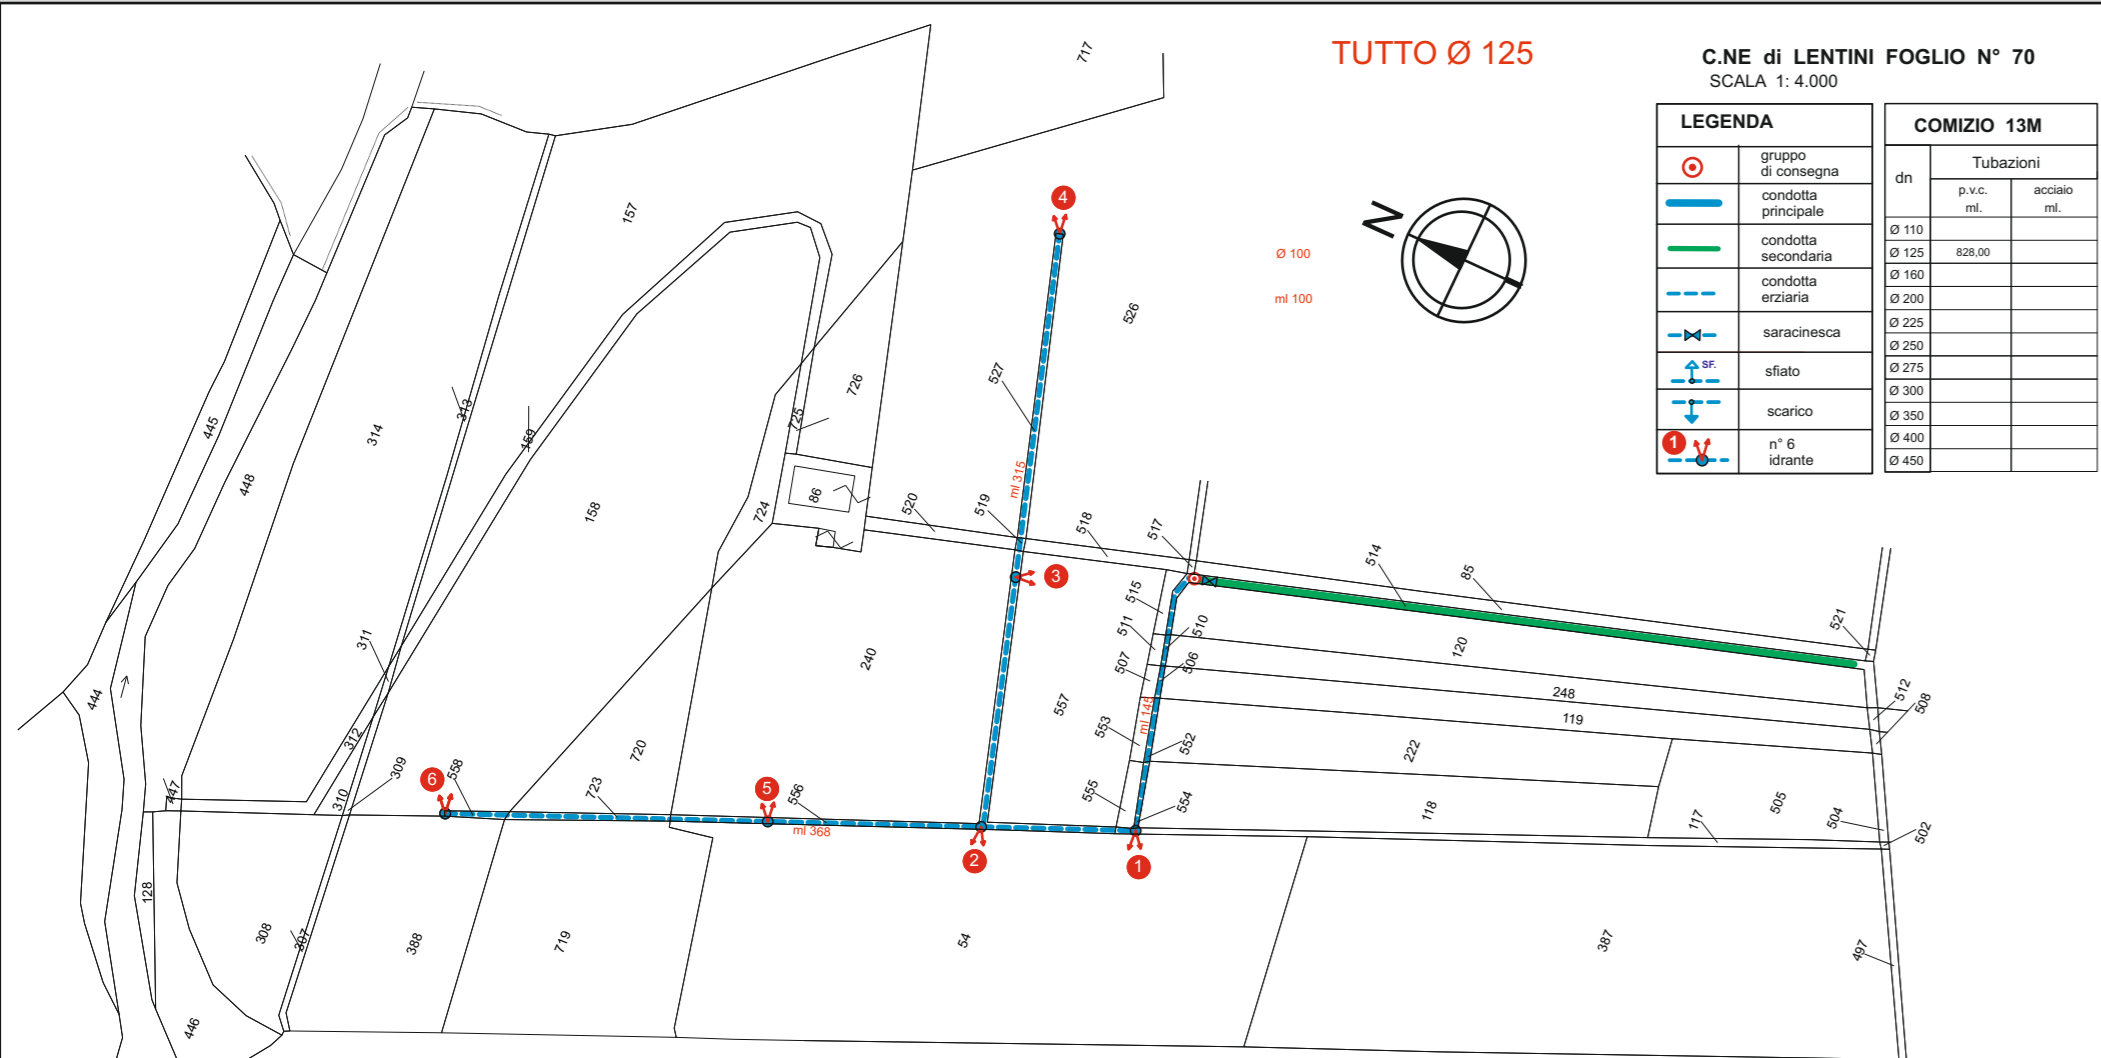 TUTTO Ø 125
C.NE di LENTINI FOGLIO N° 70
SCALA 1: 4.000
LEGENDA
gruppo
di consegna
condotta
principale
condotta
secondaria
condotta
erziaria
saracinesca
SF.
sfiato
scarico
1
n° 6
idrante
COMIZIO 13M
dn
Tubazioni
p.v.c.
ml.
acciaio
ml.
Ø 110
Ø 125 828,00
Ø 160
Ø 200
Ø 225
Ø 250
Ø 275
Ø 300
Ø 350
Ø 400
Ø 450
N
Ø 100
ml 100
717
157
4
526
527
726
725
445
314
313
159
448
158
724
86
520
519
ml 315
518
517
514
85
521
3
515
511
510
507
506
120
248
119
512
508
311
240
557
ml 145
553
552
222
444
312
309
720
310
447
6
558
723
5
556
ml 368
555
554
118
117
505
504
502
2
1
128
308
307
388
719
54
387
497
446